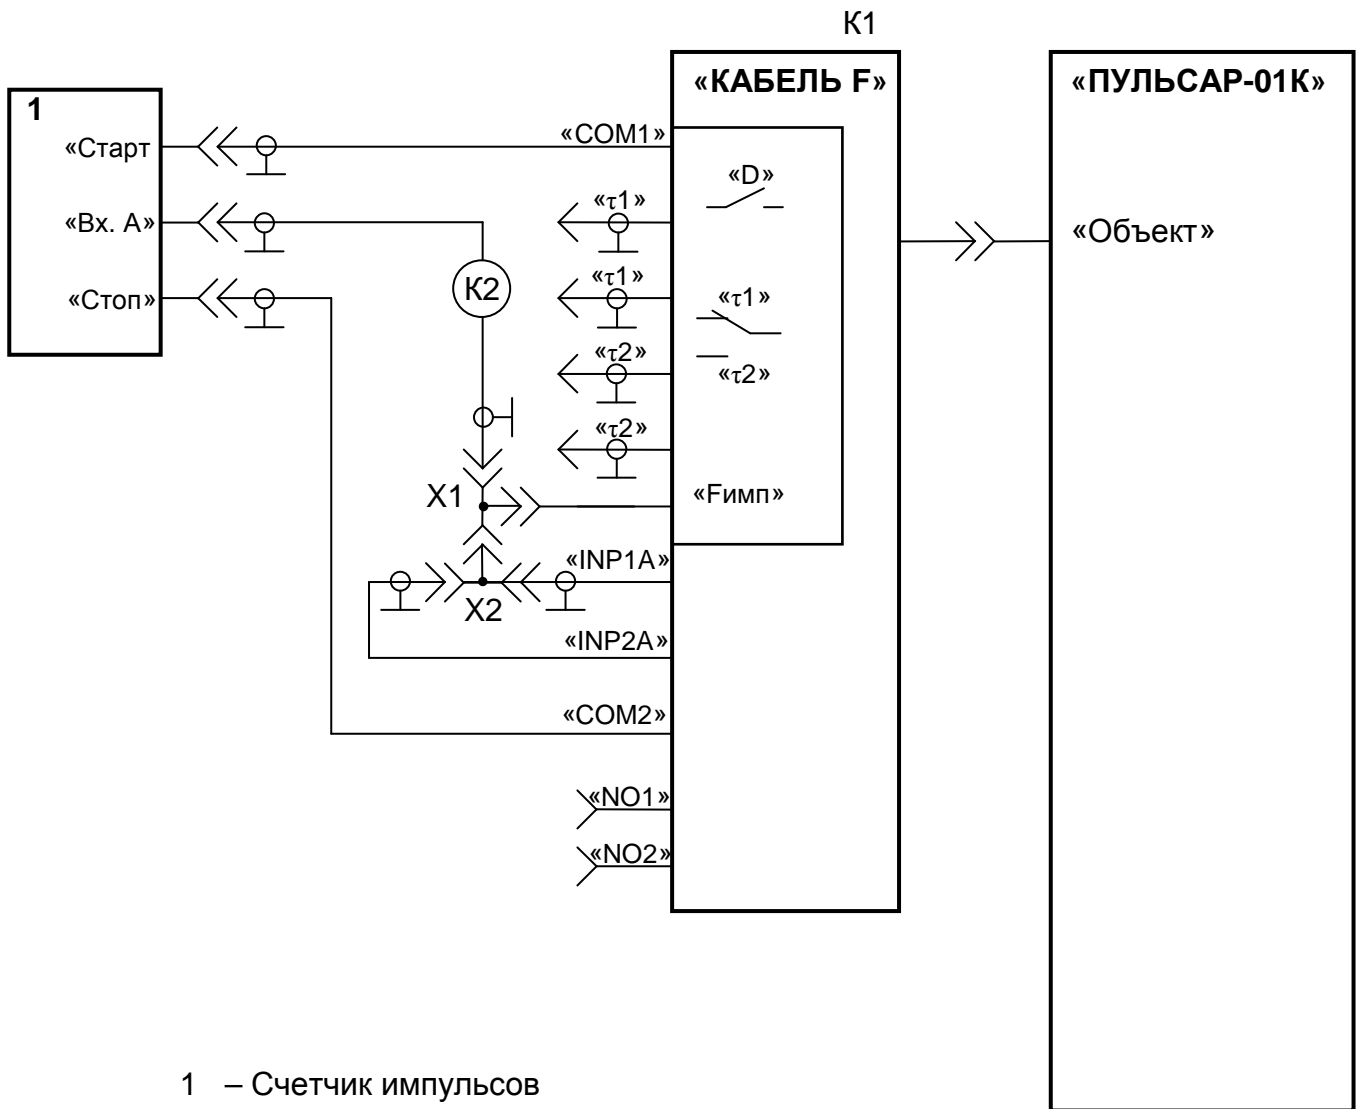 К1
«КАБЕЛЬ F»
«ПУЛЬСАР-01К»
1
«Старт
«COM1»
«D»
«Вх. А»
«τ1»
«Объект»
К2
«Стоп»
«τ1»
«τ1»
«τ2»
«τ2»
«τ2»
X1
«Fимп»
«INP1A»
X2
«INP2A»
«COM2»
«NO1»
«NO2»
1 – Счетчик импульсов